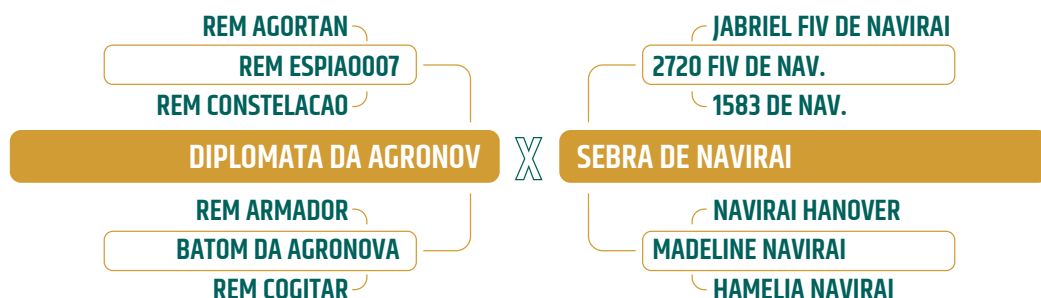 REM AGORTAN
REM ESPIAO007
REM CONSTELACAO
DIPLOMATA DA AGRONOV
REM ARMADOR
BATOM DA AGRONOVA
REM COGITAR
X
JABRIEL FIV DE NAVIRAI
2720 FIV DE NAV.
1583 DE NAV.
SEBRA DE NAVIRAI
NAVIRAI HANOVER
MADELINE NAVIRAI
HAMELIA NAVIRAI